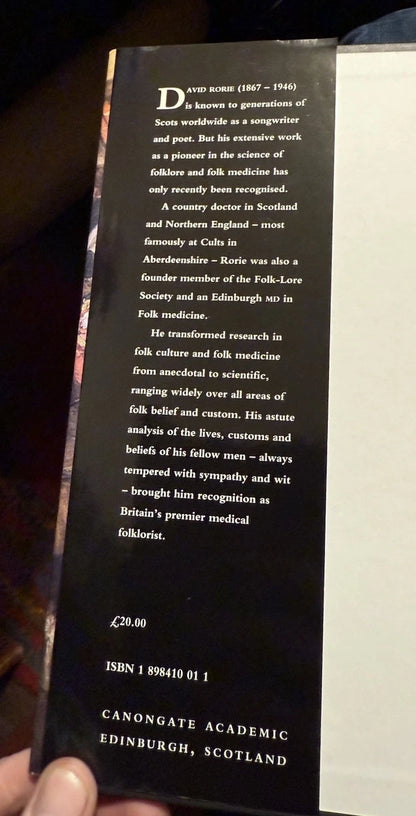 DAVID RORIE (1867 – 1946)
is known to generations of
Scots worldwide as a songwriter
and poet. But his extensive work
as a pioneer in the science of
folklore and folk medicine has
only recently been recognised.
A country doctor in Scotland
and Northern England – most
famously at Cults in
Aberdeenshire – Rorie was also a
founder member of the Folk-Lore
Society and an Edinburgh MD in
Folk medicine.
He transformed research in
folk culture and folk medicine
from anecdotal to scientific,
ranging widely over all areas of
folk belief and custom. His astute
analysis of the lives, customs and
beliefs of his fellow men – always
tempered with sympathy and wit
– brought him recognition as
Britain's premier medical
folklorist.
£20.00
ISBN 1 898410 01 1
CANONGATE ACADEMIC
EDINBURGH, SCOTLAND